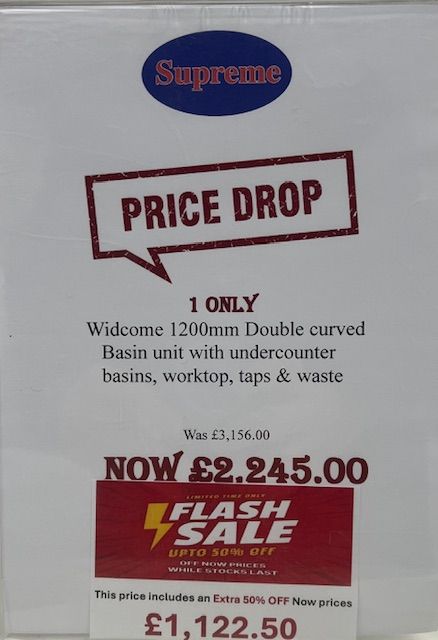 Supreme
PRICE DROP
1 ONLY
Widcome 1200mm Double curved
Basin unit with undercounter
basins, worktop, taps & waste
Was £3,156.00
NOW £2,245.00
LIMITED TIME ONLY
FLASH
SALE
UPTO 50% OFF
OFF NOW PRICES
WHILE STOCKS LAST
This price includes an Extra 50% OFF Now prices
£1,122.50